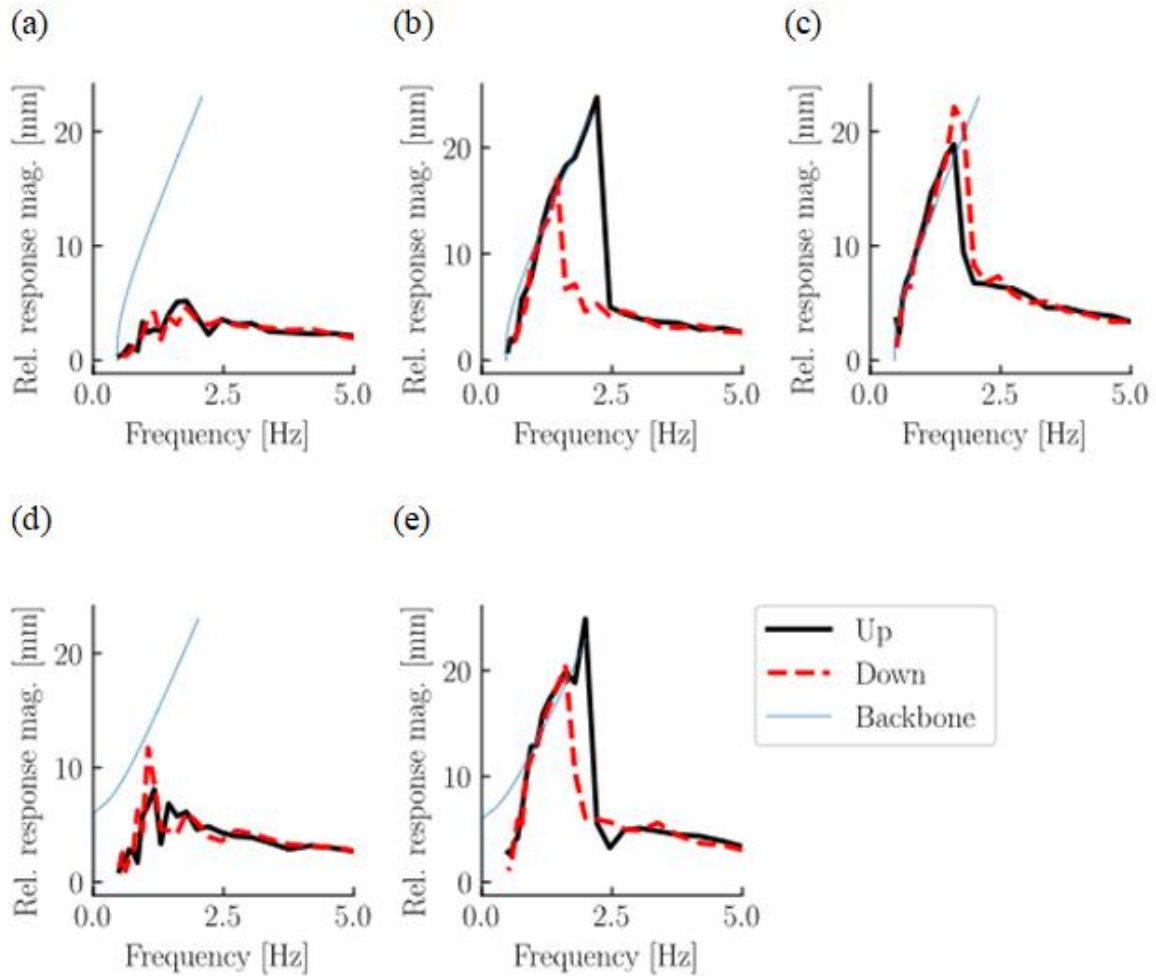 (a)
(b)
(c)
Rel. response mag. [mm]
20
10
0
0.0
2.5
5.0
Frequency [Hz]
Rel. response mag. [mm]
20
10
0
0.0
2.5
5.0
Frequency [Hz]
Rel. response mag. [mm]
20
10
0
0.0
2.5
5.0
Frequency [Hz]
(d)
(e)
Rel. response mag. [mm]
20
10
0
0.0
2.5
5.0
Frequency [Hz]
Rel. response mag. [mm]
20
10
0
0.0
2.5
5.0
Frequency [Hz]
Up
Down
Backbone